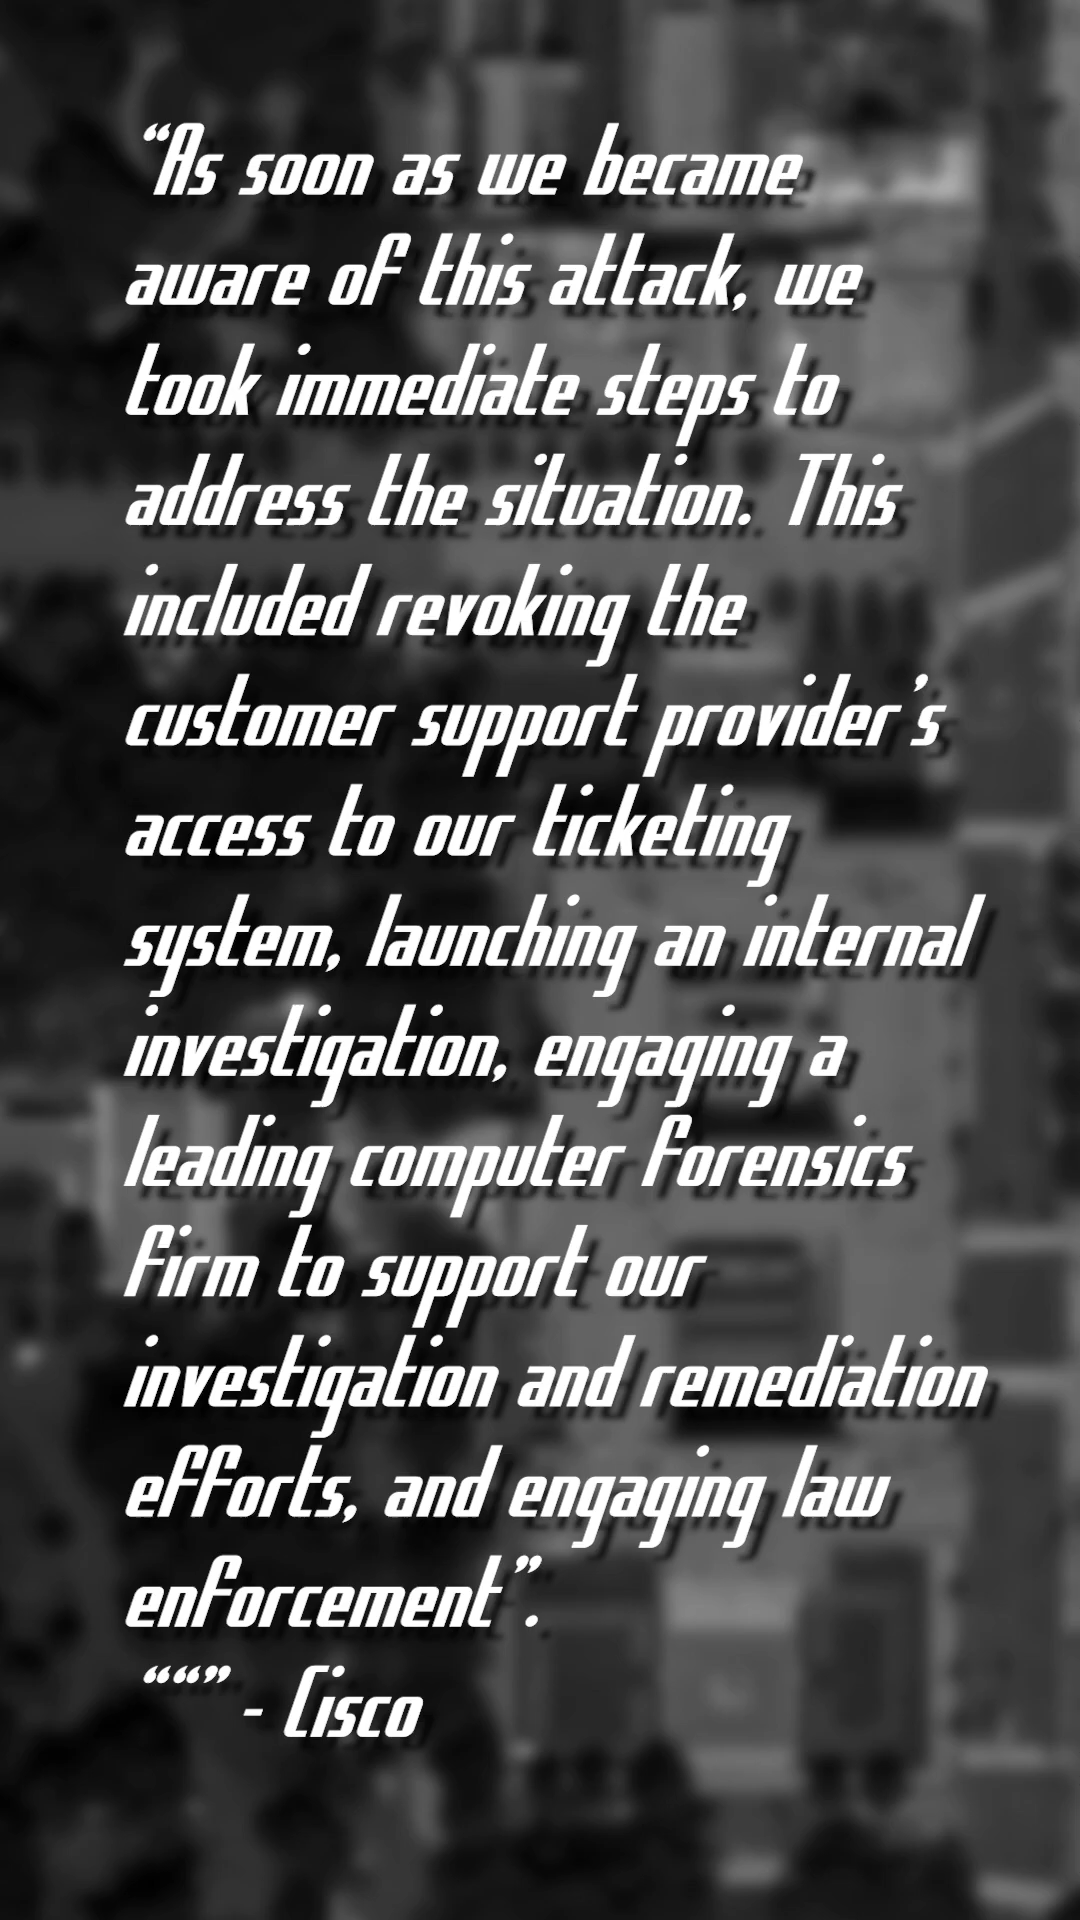 “As soon as we became
aware of this attack, we
took immediate steps to
address the situation. This
included revoking the
customer support provider’s
access to our ticketing
system, launching an internal
investigation, engaging a
leading computer forensics
firm to support our
investigation and remediation
efforts, and engaging law
enforcement”.
““” - Cisco